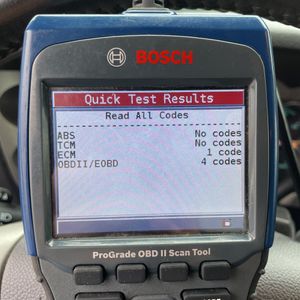 BOSCH
Quick Test Results
Read All Codes
ABS No codes
TCM No codes
ECM 1 code
OBDII/EOBD 4 codes
ProGrade OBD II Scan Tool